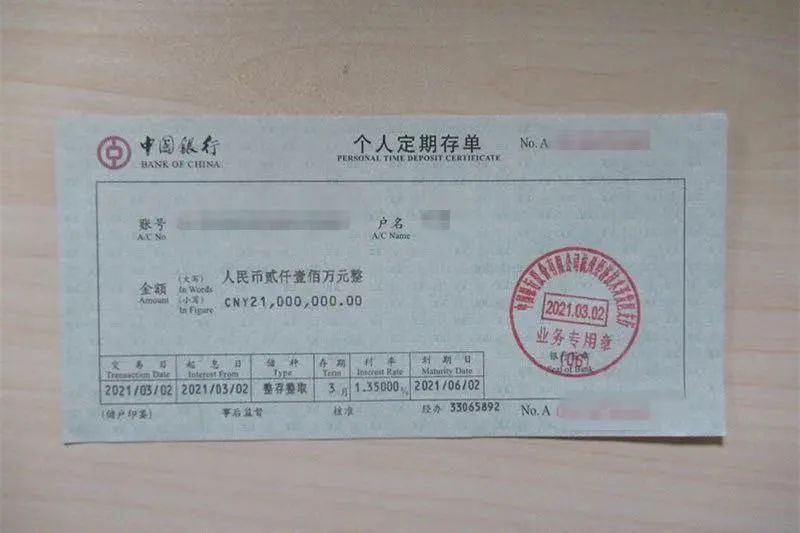 中国银行
BANK OF CHINA
个人定期存单
PERSONAL TIME DEPOSIT CERTIFICATE
No. A
账号
A/C No
户名
A/C Name
金额
(大写)
In Words
人民币贰仟壹佰万元整
Amount
(小写)
In Figure
CNY21,000,000.00
2021.03.02
业务专用章
(06)
银行签章
Seal of Bank
交易日 起息日 储种 存期 利率 到期日
Transaction Date Interest From Type Term Interest Rate Maturity Date
2021/03/02 2021/03/02 整存整取 3月 1.35000% 2021/06/02
(储户印鉴) 事后监督 核准 经办 33065892 No. A